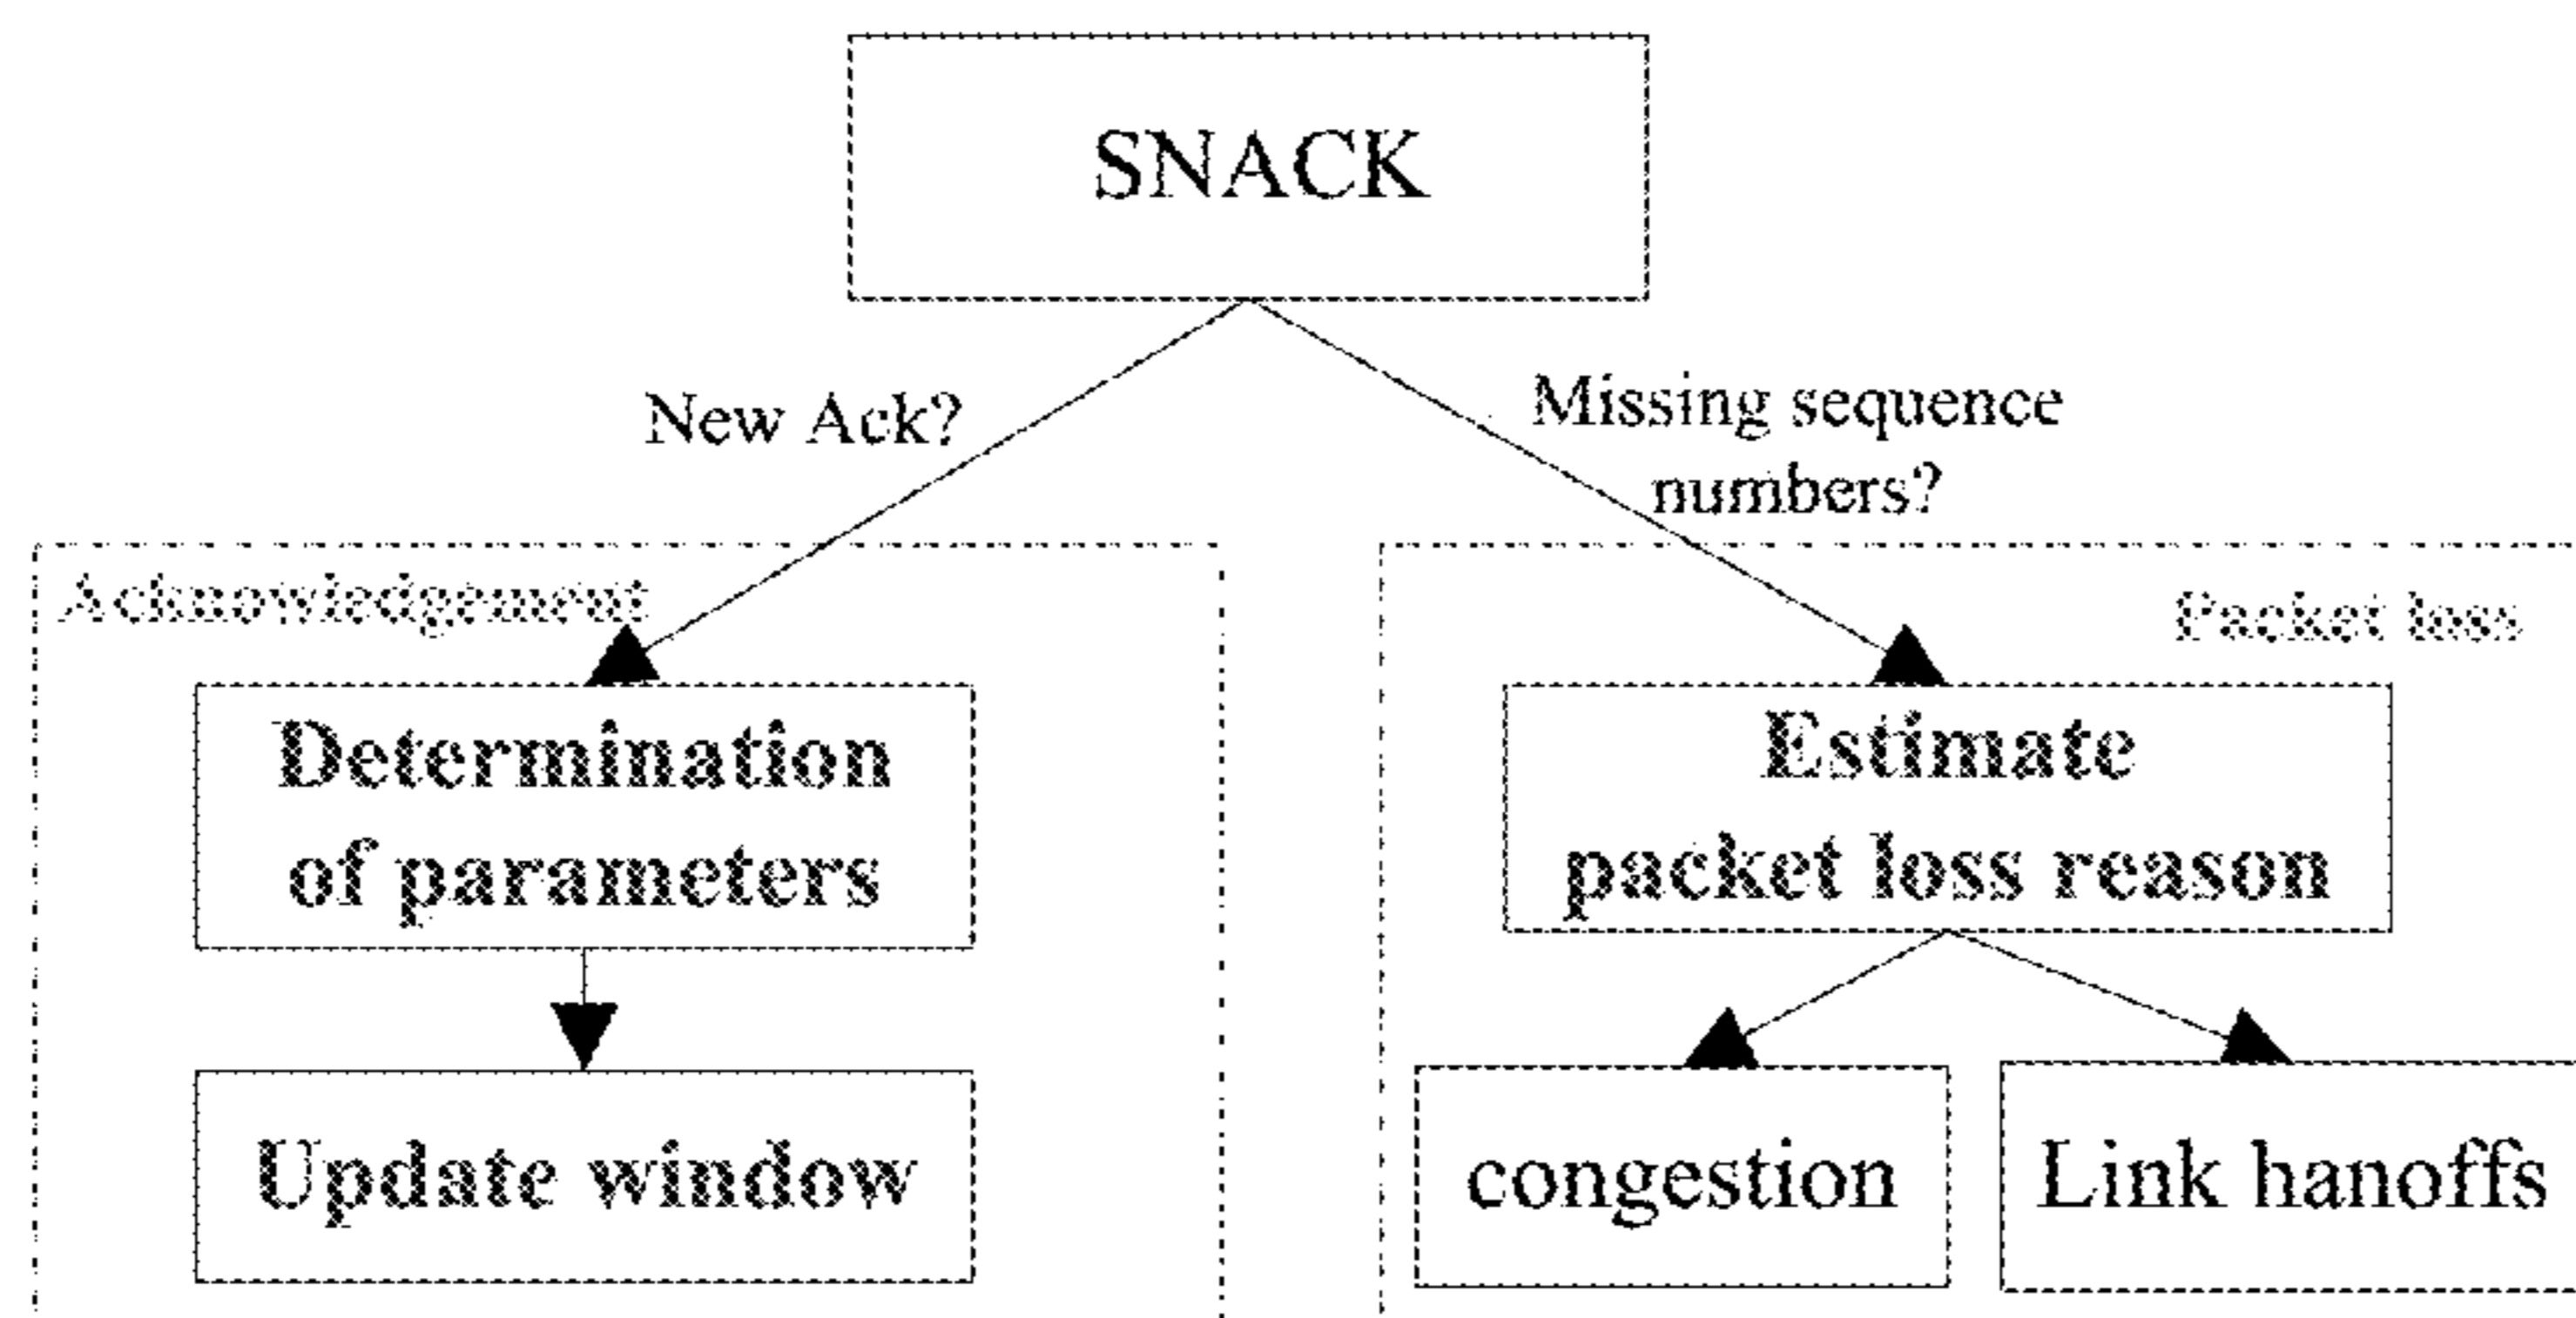 SNACK
New Ack?
Missing sequence
numbers?
Acknowledgement
Packet loss
Determination
of parameters
Estimate
packet loss reason
Update window
congestion
Link hanoffs